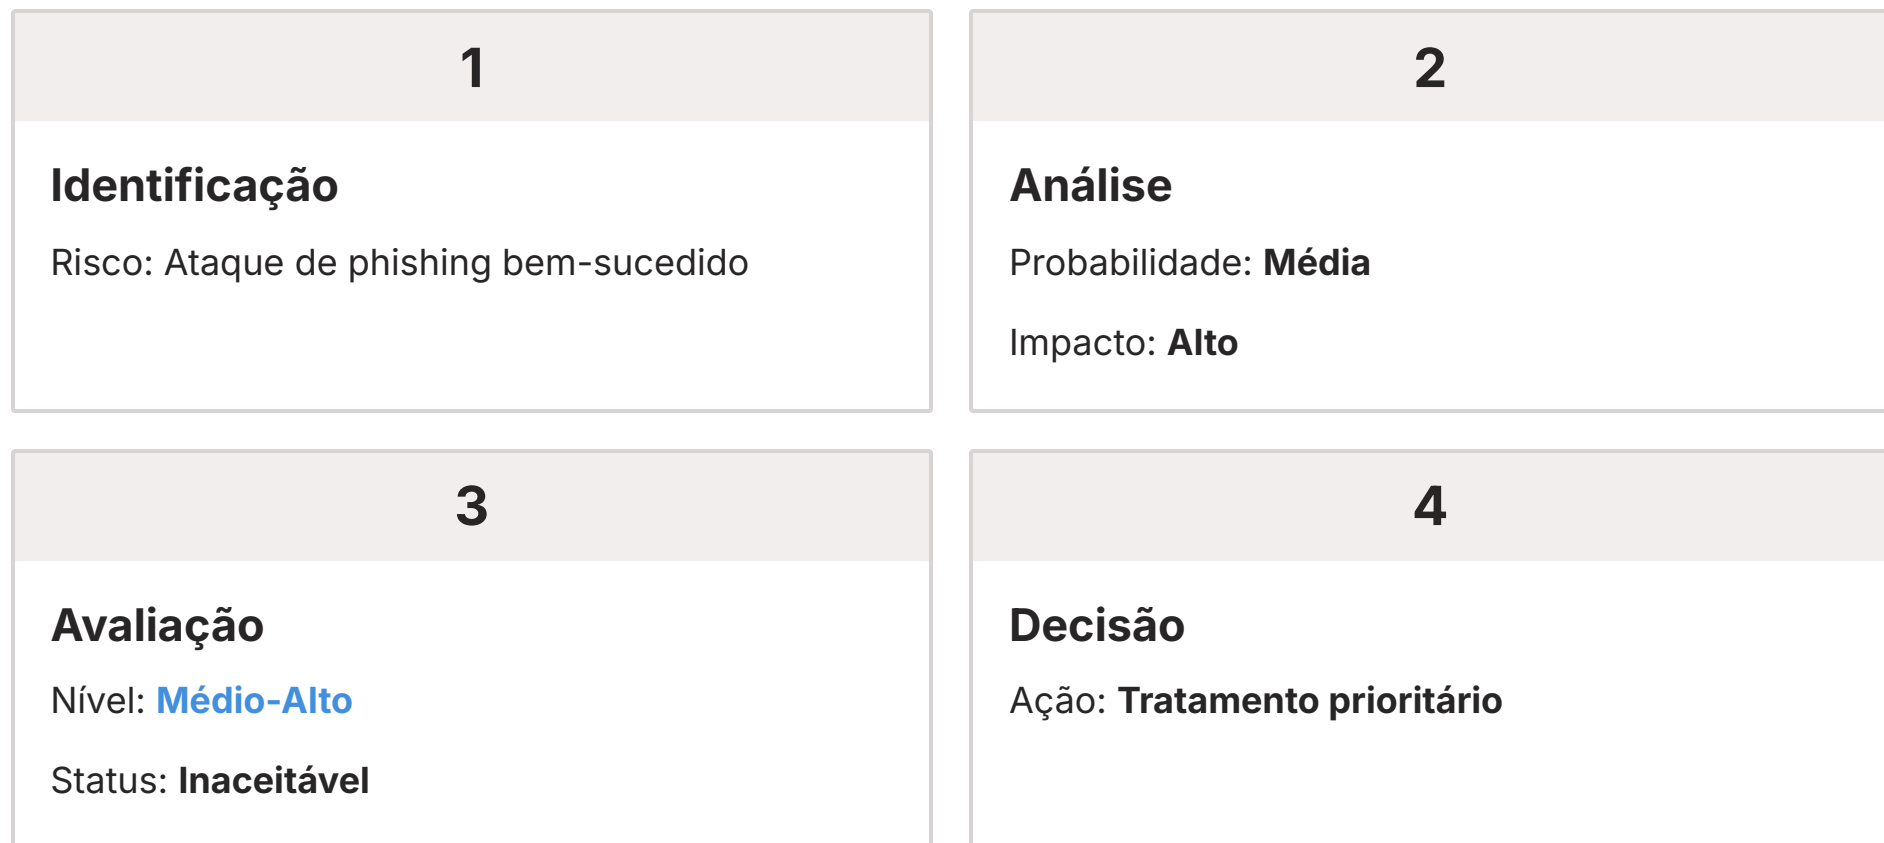 1
Identificação
Risco: Ataque de phishing bem-sucedido
2
Análise
Probabilidade: Média
Impacto: Alto
3
Avaliação
Nível: Médio-Alto
Status: Inaceitável
4
Decisão
Ação: Tratamento prioritário